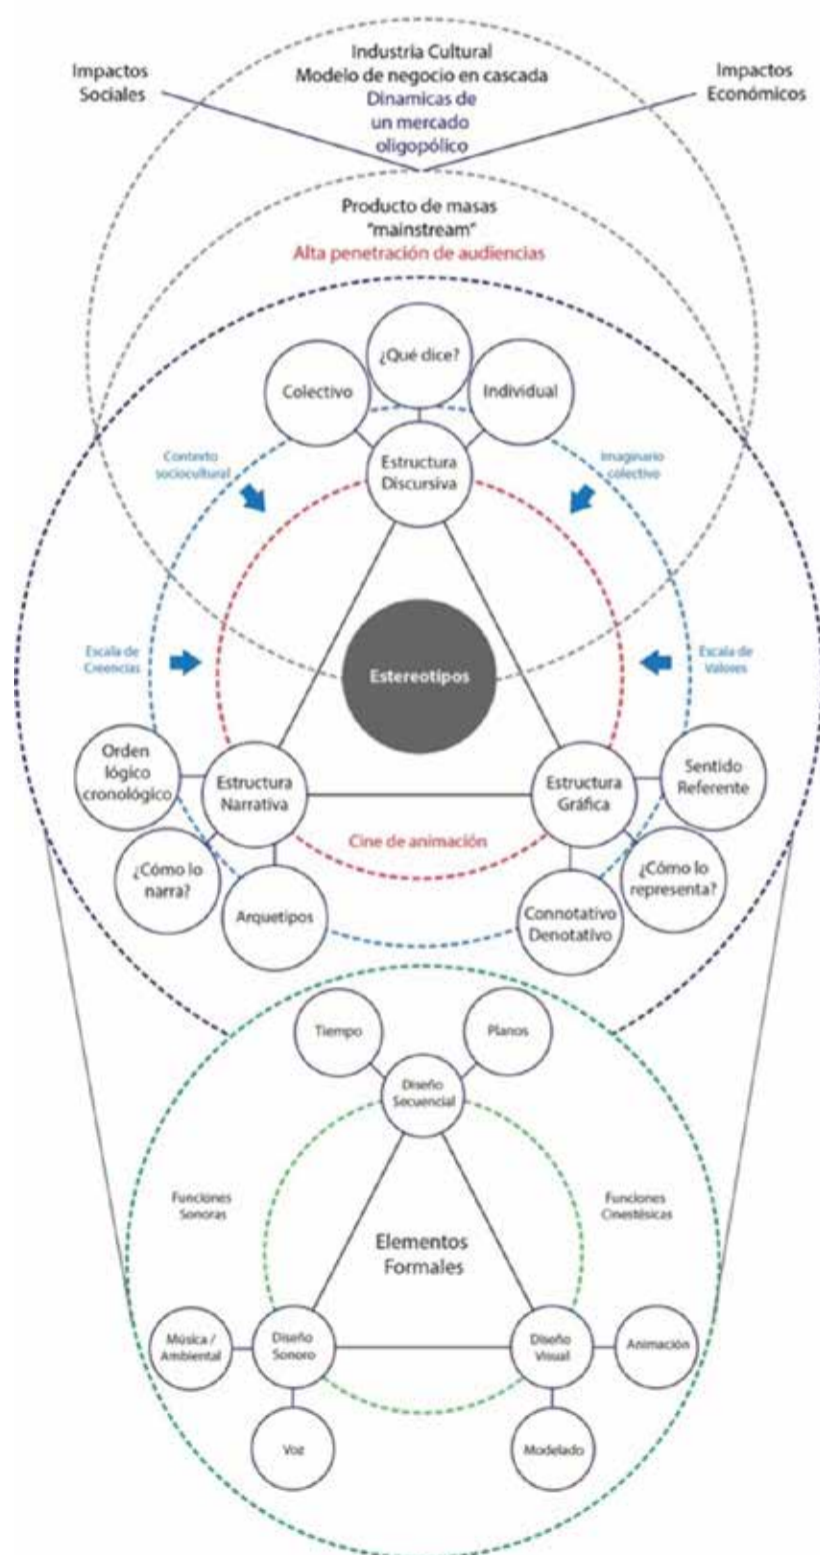 Impactos
Sociales
Industria Cultural
Modelo de negocio en cascada
Dinamicas de
un mercado
oligopólico
Impactos
Económicos
Producto de masas
"mainstream"
Alta penetración de audiencias
¿Qué dice?
Colectivo
Individual
Estructura
Discursiva
Contexto
sociocultural
Imaginario
colectivo
Escala de
Creencias
Estereotipos
Escala de
Valores
Orden
lógico
cronológico
Estructura
Narrativa
Estructura
Gráfica
Sentido
Referente
Cine de animación
¿Cómo lo
narra?
¿Cómo lo
representa?
Arquetipos
Connotativo
Denotativo
Tiempo
Planos
Diseño
Secuencial
Funciones
Sonoras
Funciones
Cinestésicas
Elementos
Formales
Música /
Ambiental
Diseño
Sonoro
Diseño
Visual
Animación
Voz
Modelado